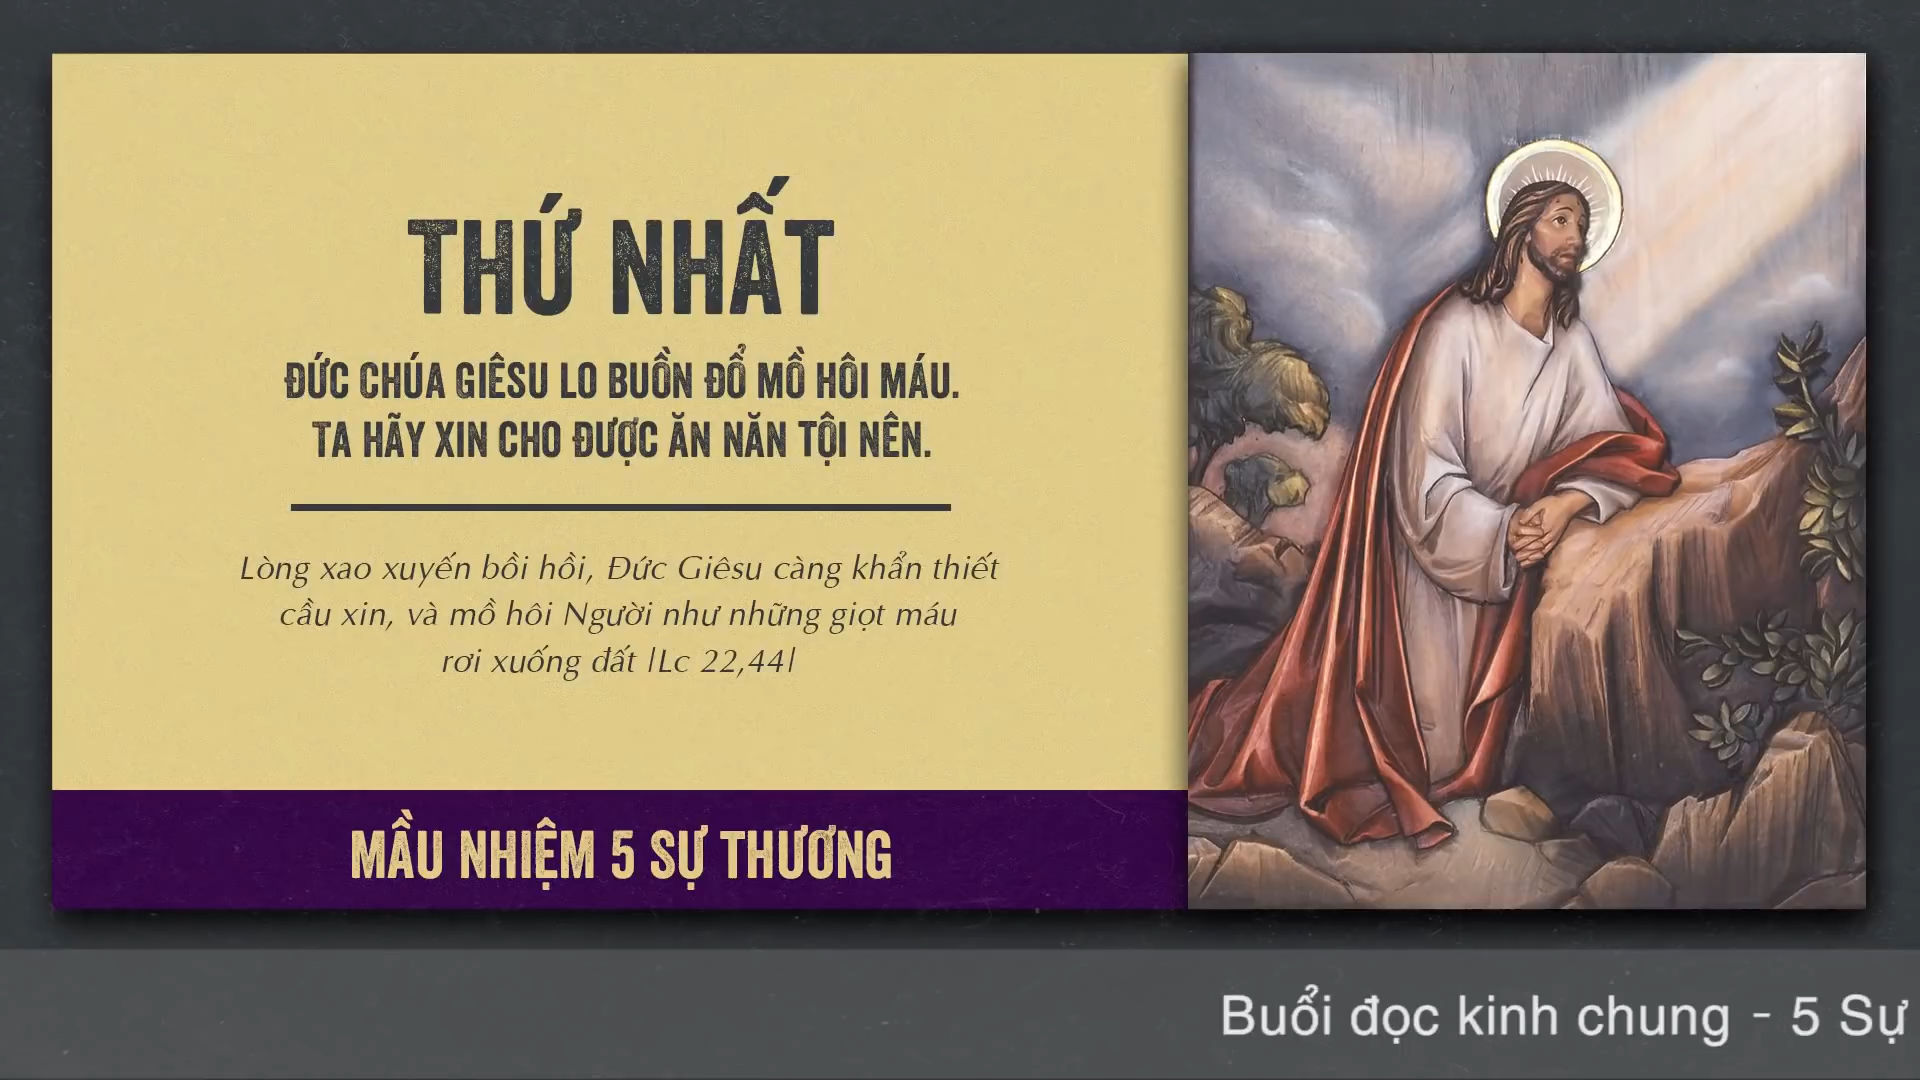 THỨ NHẤT
ĐỨC CHÚA GIÊSU LO BUỒN ĐỔ MỒ HÔI MÁU.
TA HÃY XIN CHO ĐƯỢC ĂN NĂN TỘI NÊN.
Lòng xao xuyến bồi hồi, Đức Giêsu càng khẩn thiết
cầu xin, và mồ hôi Người như những giọt máu
rơi xuống đất |Lc 22,44|
MẦU NHIỆM 5 SỰ THƯƠNG
Buổi đọc kinh chung - 5 Sự